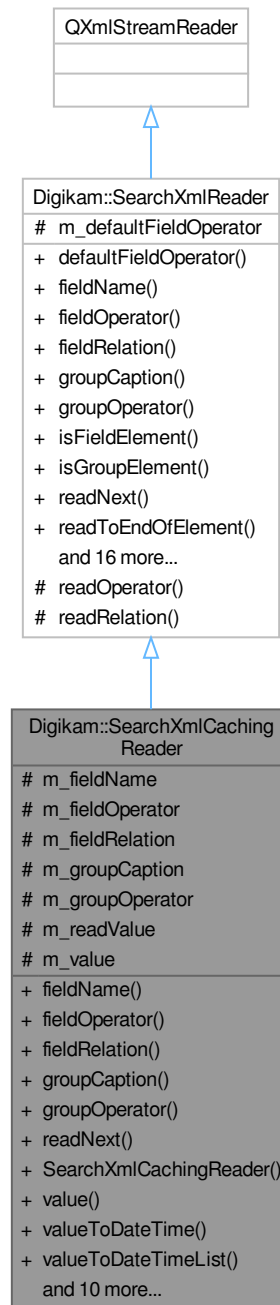 QXmlStreamReader
Digikam::SearchXmlReader
# m_defaultFieldOperator
+ defaultFieldOperator()
+ fieldName()
+ fieldOperator()
+ fieldRelation()
+ groupCaption()
+ groupOperator()
+ isFieldElement()
+ isGroupElement()
+ readNext()
+ readToEndOfElement()
and 16 more...
# readOperator()
# readRelation()
Digikam::SearchXmlCaching
Reader
# m_fieldName
# m_fieldOperator
# m_fieldRelation
# m_groupCaption
# m_groupOperator
# m_readValue
# m_value
+ fieldName()
+ fieldOperator()
+ fieldRelation()
+ groupCaption()
+ groupOperator()
+ readNext()
+ SearchXmlCachingReader()
+ value()
+ valueToDateTime()
+ valueToDateTimeList()
and 10 more...